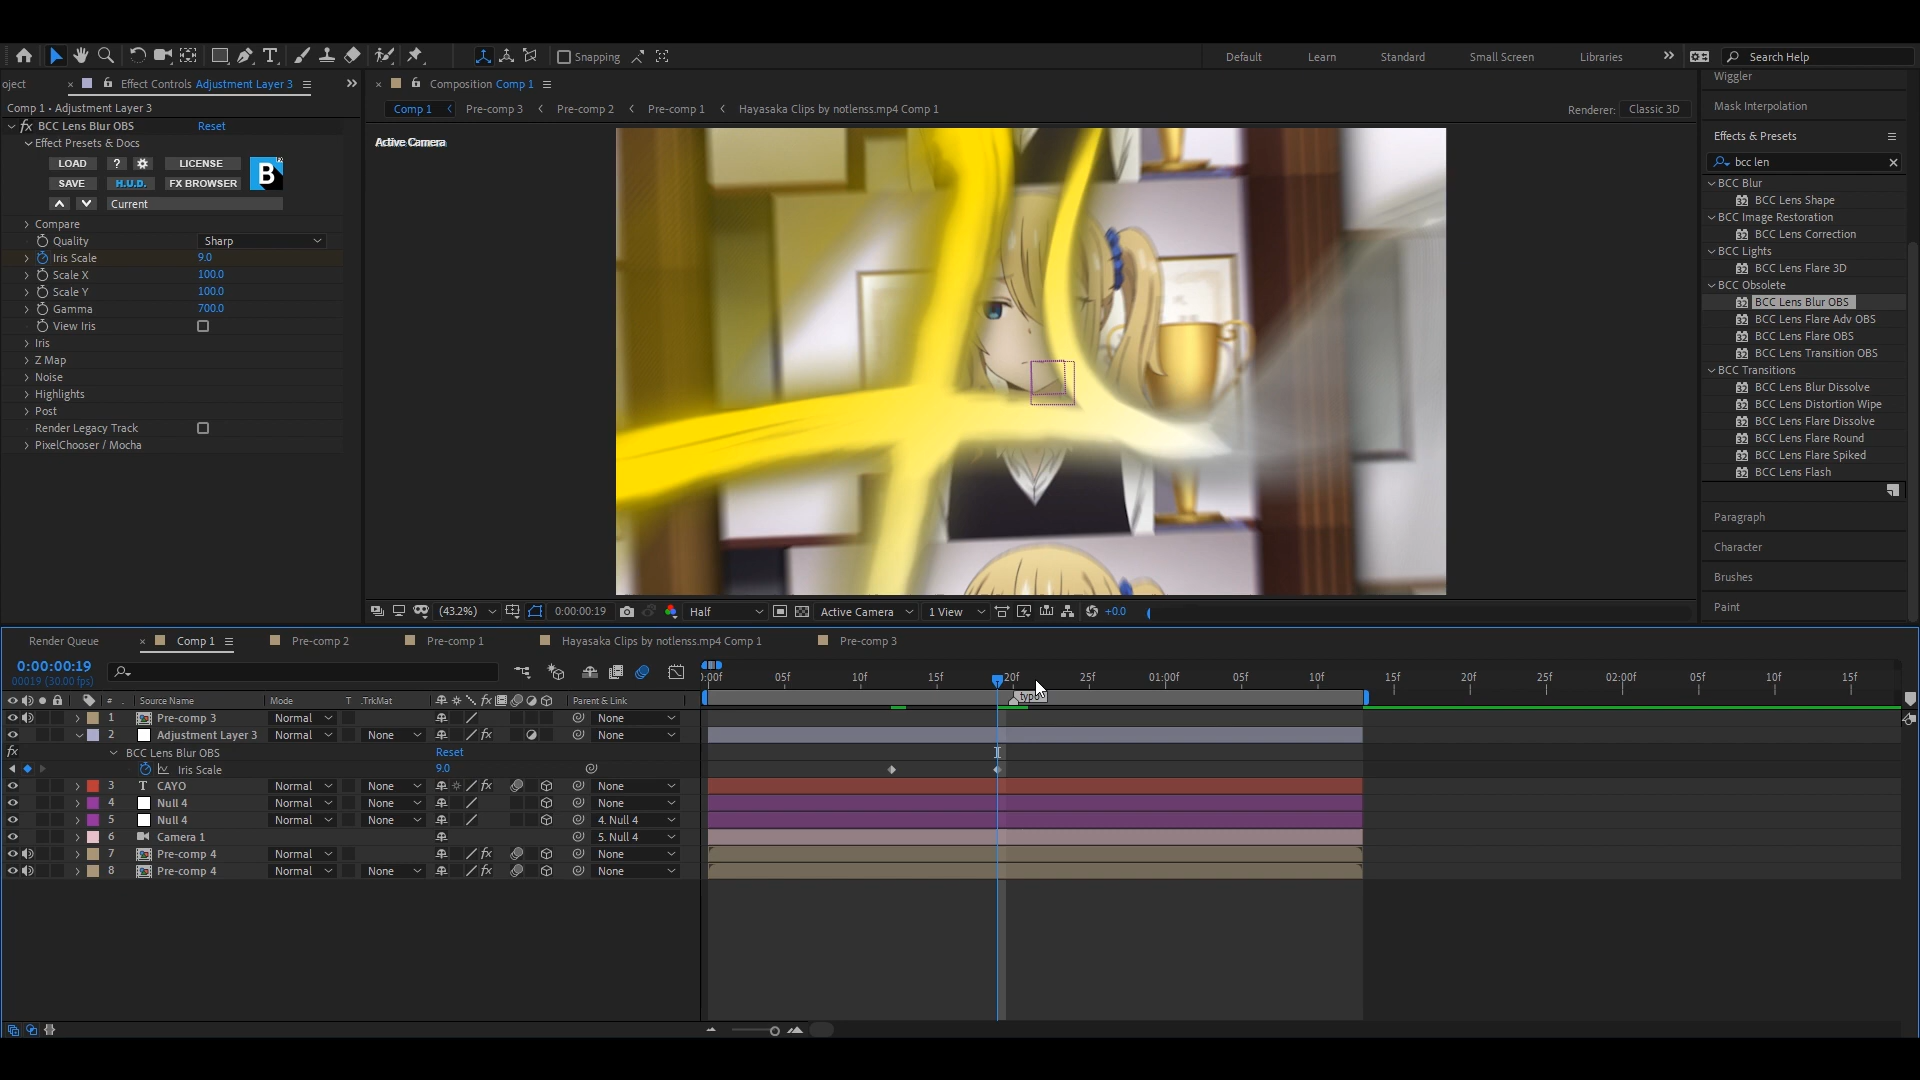 Snapping
Default
Learn
Standard
Small Screen
Libraries
Search Help
oject
Effect Controls Adjustment Layer 3
Composition Comp 1
Wiggler
Comp 1 • Adjustment Layer 3
Comp 1
Pre-comp 3
Pre-comp 2
Pre-comp 1
Hayasaka Clips by notlenss.mp4 Comp 1
Renderer:
Classic 3D
Mask Interpolation
fx BCC Lens Blur OBS
Reset
Active Camera
Effects & Presets
Effect Presets & Docs
LOAD
?
LICENSE
B
bcc len
SAVE
H.U.D.
FX BROWSER
BCC Blur
Current
BCC Lens Shape
Compare
BCC Image Restoration
Quality
Sharp
BCC Lens Correction
Iris Scale
9.0
BCC Lights
Scale X
100.0
BCC Lens Flare 3D
Scale Y
100.0
BCC Obsolete
Gamma
700.0
BCC Lens Blur OBS
View Iris
BCC Lens Flare Adv OBS
Iris
BCC Lens Flare OBS
Z Map
BCC Lens Transition OBS
Noise
BCC Transitions
Highlights
BCC Lens Blur Dissolve
Post
BCC Lens Distortion Wipe
Render Legacy Track
BCC Lens Flare Dissolve
PixelChooser / Mocha
BCC Lens Flare Round
BCC Lens Flare Spiked
BCC Lens Flash
Paragraph
Character
Brushes
Paint
(43.2%)
0:00:00:19
Half
Active Camera
1 View
+0.0
Render Queue
Comp 1
Pre-comp 2
Pre-comp 1
Hayasaka Clips by notlenss.mp4 Comp 1
Pre-comp 3
0:00:00:19
00019 (30.00 fps)
:00f 05f 10f 15f 20f 25f 01:00f 05f 10f 15f 20f 25f 02:00f 05f 10f 15f
# Source Name Mode T .TrkMat fx Parent & Link
1 Pre-comp 3 Normal None
2 Adjustment Layer 3 Normal None fx None
fx BCC Lens Blur OBS Reset
Iris Scale 9.0
3 T CAYO Normal None fx None
4 Null 4 Normal None None
5 Null 4 Normal None 4. Null 4
6 Camera 1 5. Null 4
7 Pre-comp 4 Normal fx None
8 Pre-comp 4 Normal None fx None